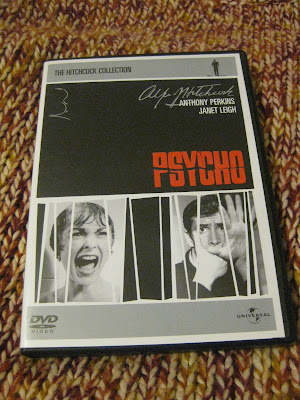 THE HITCHCOCK COLLECTION
Alfred Hitchcock
ANTHONY PERKINS
JANET LEIGH
PSYCHO
DVD
VIDEO
UNIVERSAL